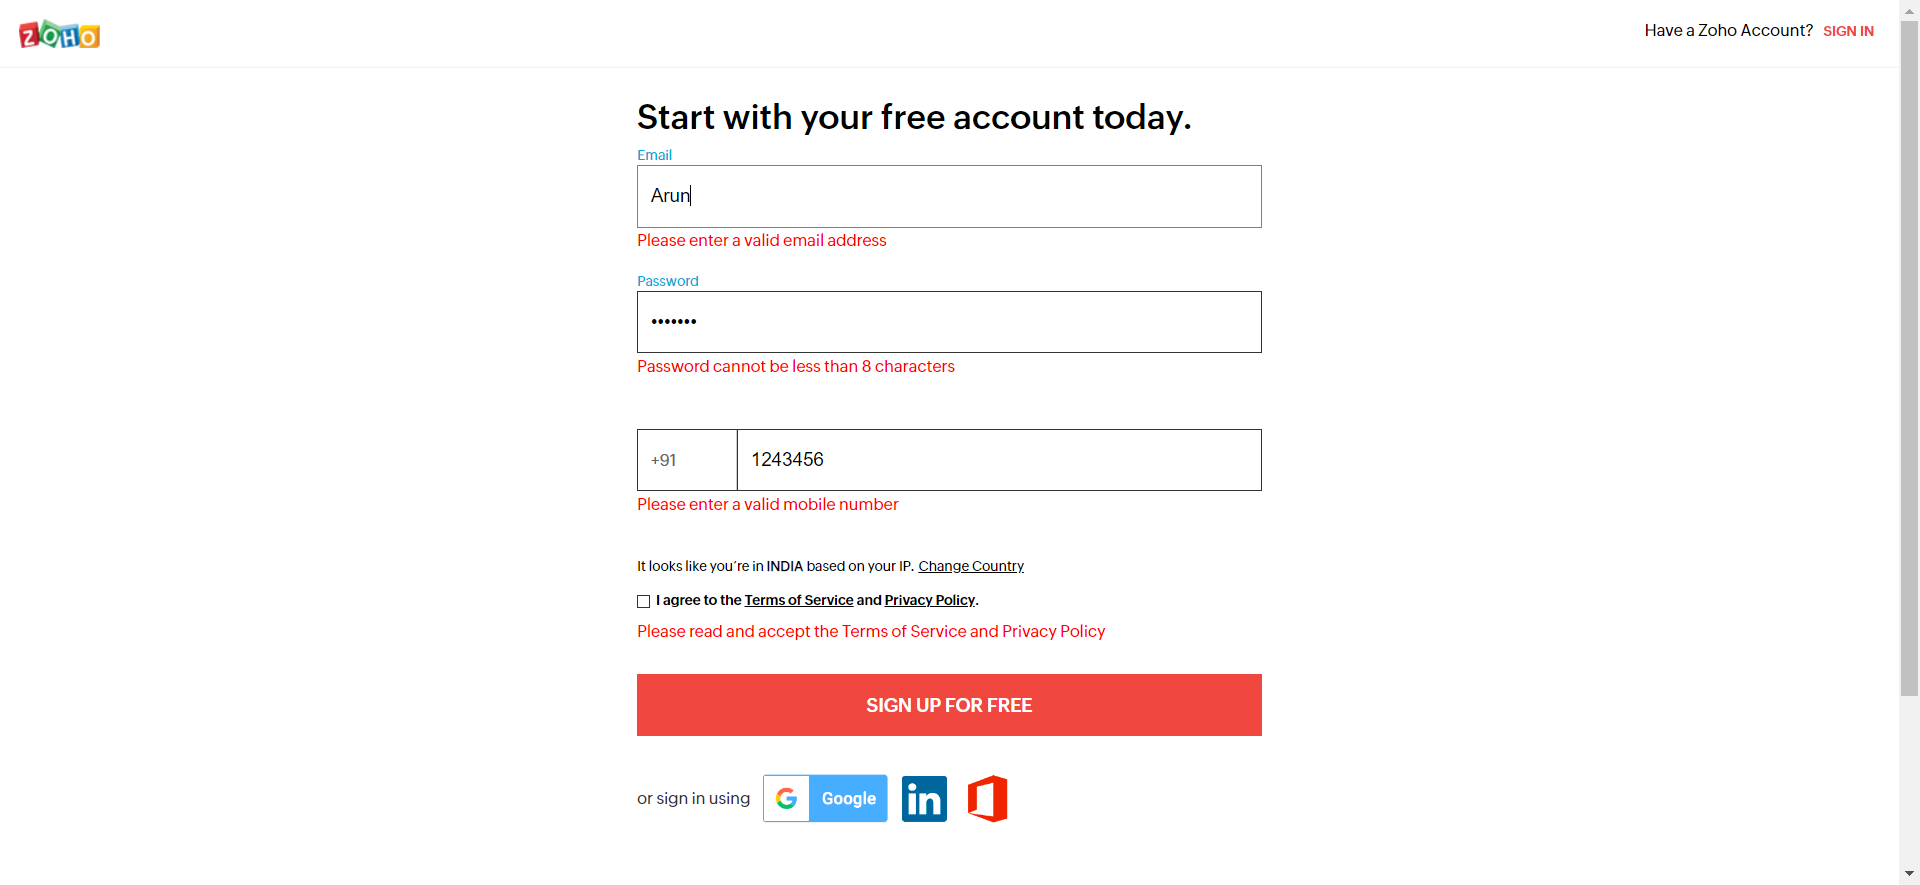 ZOHO
Have a Zoho Account? SIGN IN
Start with your free account today.
Email
Arun
Please enter a valid email address
Password
•••••••
Password cannot be less than 8 characters
+91 1243456
Please enter a valid mobile number
It looks like you’re in INDIA based on your IP. Change Country
I agree to the Terms of Service and Privacy Policy.
Please read and accept the Terms of Service and Privacy Policy
SIGN UP FOR FREE
or sign in using G Google in